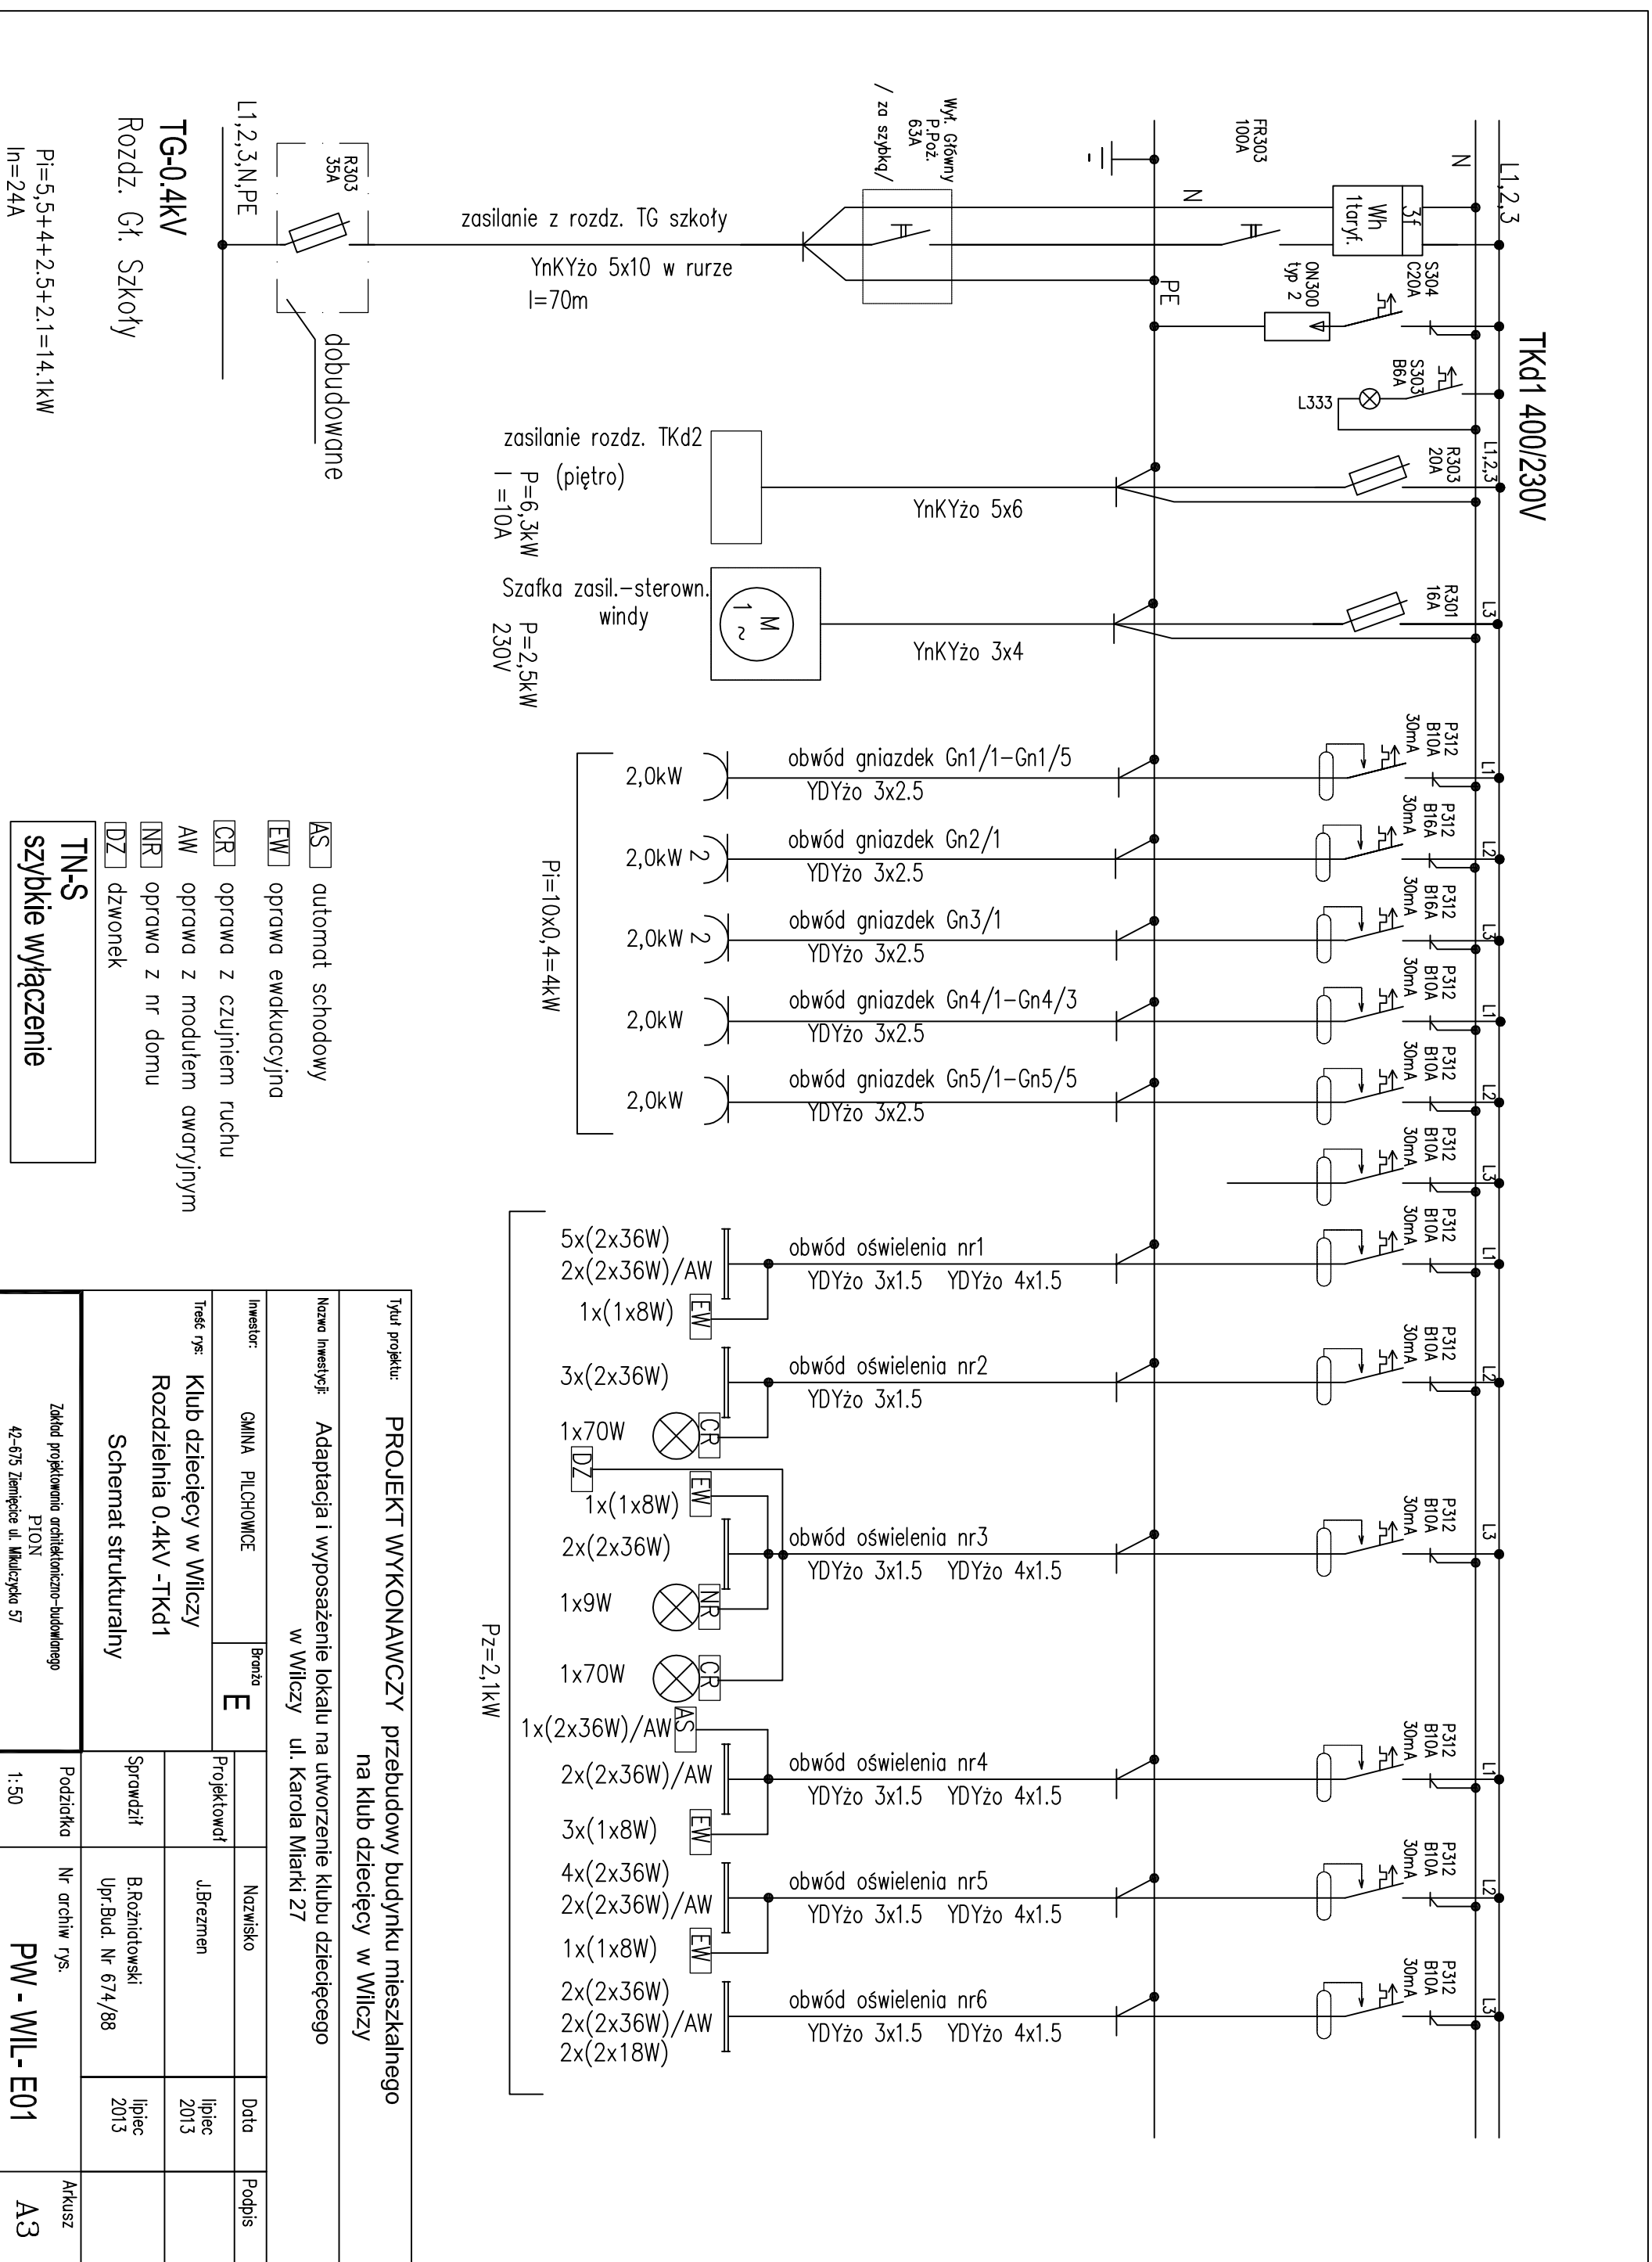 TKd1 400/230V
L1,2,3
N
3f
Wh
1taryf.
FR303
100A
N
PE
Wył. Główny
P.Poż.
63A
/ za szybką/
zasilanie z rozdz. TG szkoły
YnKYżo 5x10 w rurze
l=70m
R303
35A
dobudowane
L1,2,3,N,PE
TG-0.4kV
Rozdz. Gł. Szkoły
Pi=5,5+4+2.5+2.1=14.1kW
In=24A
S304
C20A
ON300
typ 2
S303
B6A
L333
L1,2,3
R303
20A
YnKYżo 5x6
zasilanie rozdz. TKd2
(piętro)
P=6,3kW
I =10A
L3
R301
16A
YnKYżo 3x4
M
1 ~
Szafka zasil.-sterown.
windy
P=2,5kW
230V
L1
P312
B10A
30mA
obwód gniazdek Gn1/1-Gn1/5
YDYżo 3x2.5
2,0kW
L2
P312
B16A
30mA
obwód gniazdek Gn2/1
YDYżo 3x2.5
2,0kW 2
L3
P312
B16A
30mA
obwód gniazdek Gn3/1
YDYżo 3x2.5
2,0kW 2
L1
P312
B10A
30mA
obwód gniazdek Gn4/1-Gn4/3
YDYżo 3x2.5
2,0kW
L2
P312
B10A
30mA
obwód gniazdek Gn5/1-Gn5/5
YDYżo 3x2.5
2,0kW
Pi=10x0,4=4kW
L3
P312
B10A
30mA
L1
P312
B10A
30mA
obwód oświelenia nr1
YDYżo 3x1.5 YDYżo 4x1.5
5x(2x36W)
2x(2x36W)/AW
1x(1x8W) EW
L2
P312
B10A
30mA
obwód oświelenia nr2
YDYżo 3x1.5
3x(2x36W)
1x70W CR
L3
P312
B10A
30mA
obwód oświelenia nr3
YDYżo 3x1.5 YDYżo 4x1.5
DZ
1x(1x8W) EW
2x(2x36W)
1x9W NR
1x70W CR
L1
P312
B10A
30mA
obwód oświelenia nr4
YDYżo 3x1.5 YDYżo 4x1.5
1x(2x36W)/AW AS
2x(2x36W)/AW
3x(1x8W) EW
L2
P312
B10A
30mA
obwód oświelenia nr5
YDYżo 3x1.5 YDYżo 4x1.5
4x(2x36W)
2x(2x36W)/AW
1x(1x8W) EW
L3
P312
B10A
30mA
obwód oświelenia nr6
YDYżo 3x1.5 YDYżo 4x1.5
2x(2x36W)
2x(2x36W)/AW
2x(2x18W)
Pz=2,1kW
AS automat schodowy
EW oprawa ewakuacyjna
CR oprawa z czujniem ruchu
AW oprawa z modułem awaryjnym
NR oprawa z nr domu
DZ dzwonek
TN-S
szybkie wyłączenie
Tytuł projektu: PROJEKT WYKONAWCZY przebudowy budynku mieszkalnego
na klub dziecięcy w Wilczy
Nazwa Inwestycji: Adaptacja i wyposażenie lokalu na utworzenie klubu dziecięcego
w Wilczy ul. Karola Miarki 27
Inwestor: GMINA PILCHOWICE
Branża
E
Nazwisko Data Podpis
Treść rys: Klub dziecięcy w Wilczy
Rozdzielnia 0.4kV -TKd1
Schemat strukturalny
Projektował J.Brezmen lipiec
2013
Sprawdził B.Rożniatowski
Upr.Bud. Nr 674/88
lipiec
2013
Zakład projektowania architektoniczno-budowlanego
PION
42-675 Ziemięcice ul. Mikulczycka 57
Podziałka
1:50
Nr archiw rys.
PW - WIL- E01
Arkusz
A3